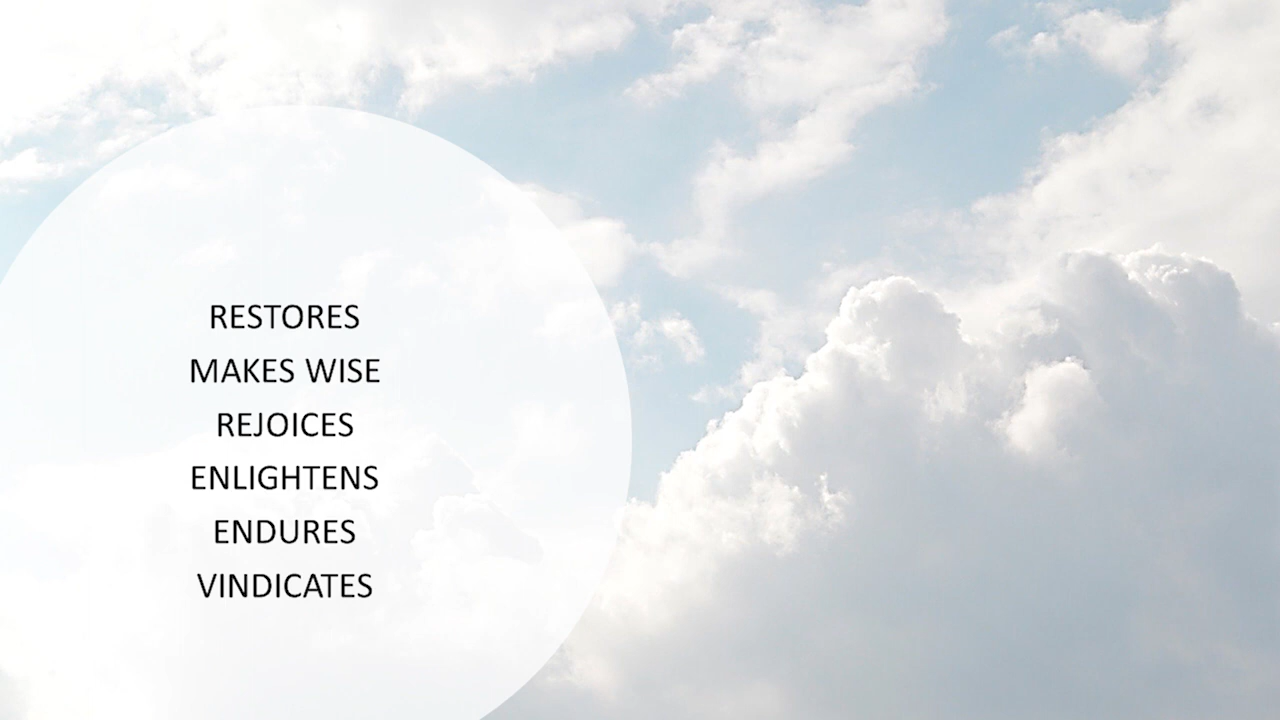 RESTORES
MAKES WISE
REJOICES
ENLIGHTENS
ENDURES
VINDICATES